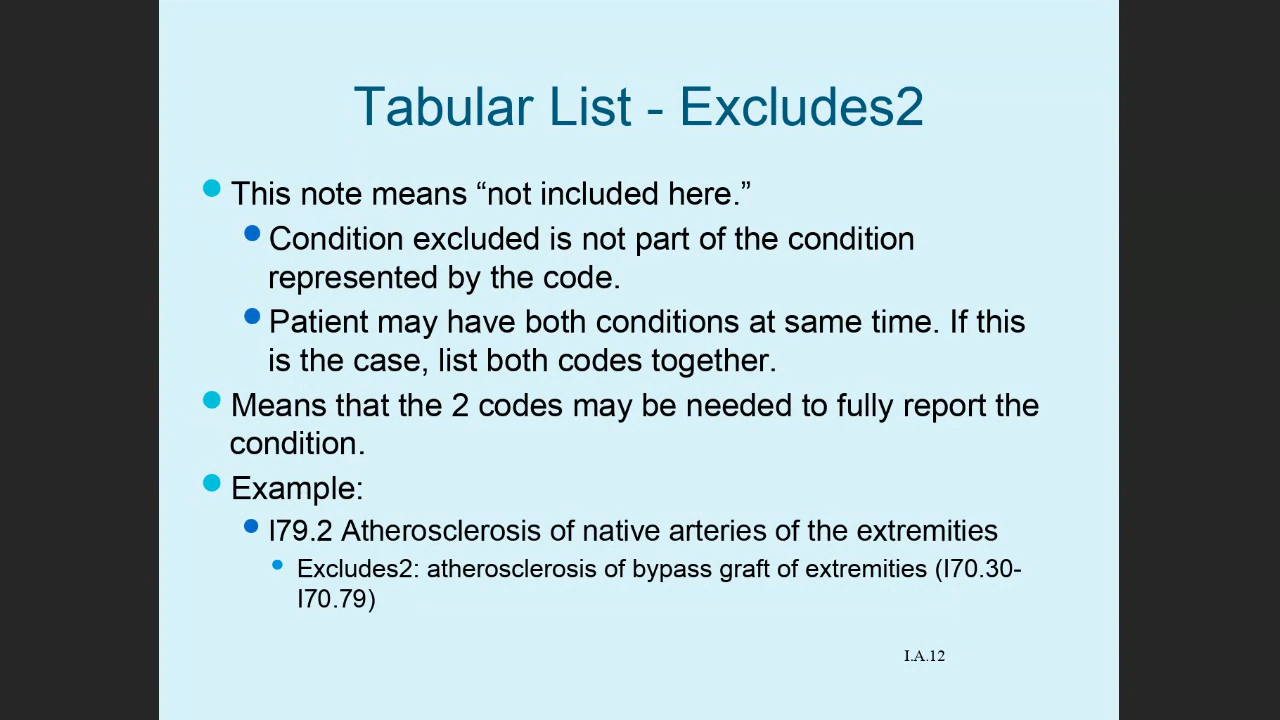 Tabular List - Excludes2
This note means “not included here.”
Condition excluded is not part of the condition
represented by the code.
Patient may have both conditions at same time. If this
is the case, list both codes together.
Means that the 2 codes may be needed to fully report the
condition.
Example:
I79.2 Atherosclerosis of native arteries of the extremities
Excludes2: atherosclerosis of bypass graft of extremities (I70.30-
I70.79)
I.A.12